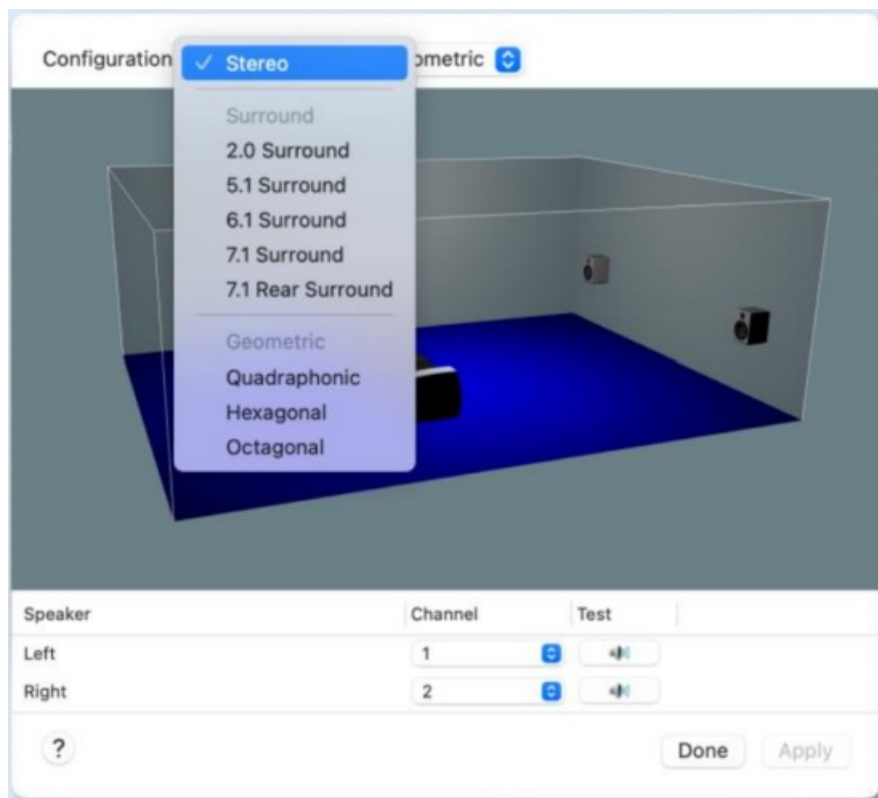 Configuration
✓ Stereo
ometric
Surround
2.0 Surround
5.1 Surround
6.1 Surround
7.1 Surround
7.1 Rear Surround
Geometric
Quadraphonic
Hexagonal
Octagonal
Speaker Channel Test
Left 1
Right 2
? Done Apply